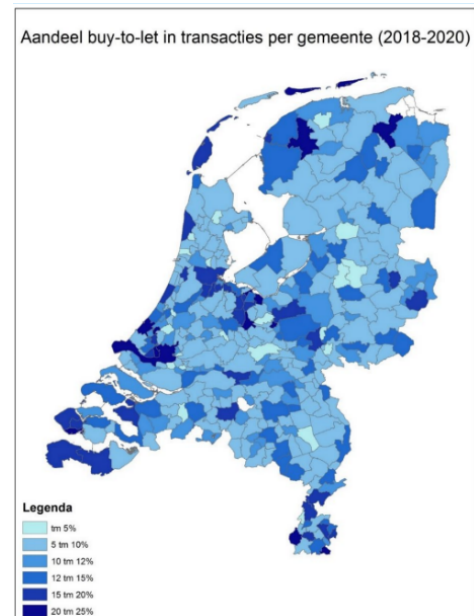 Aandeel buy-to-let in transacties per gemeente (2018-2020)
Legenda
tm 5%
5 tm 10%
10 tm 12%
12 tm 15%
15 tm 20%
20 tm 25%